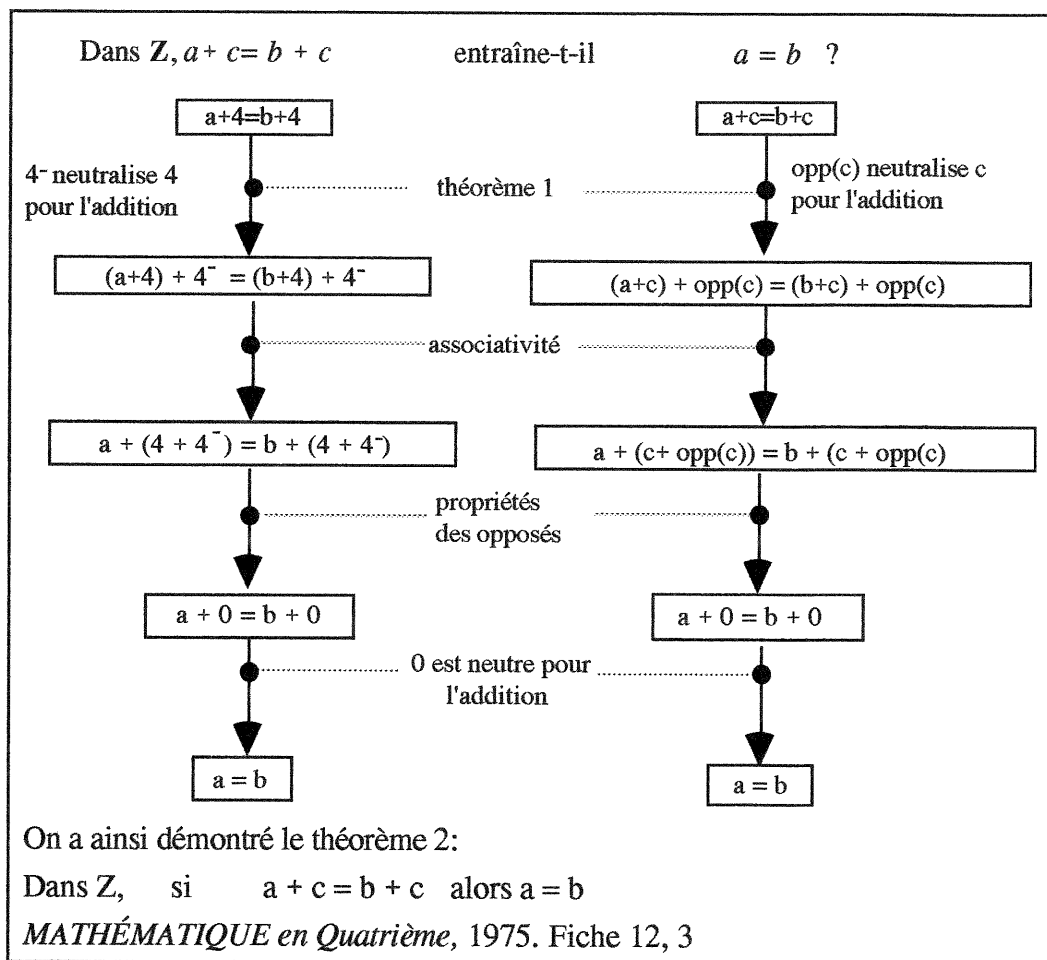 Dans Z, a + c= b + c entraîne-t-il a = b ?
a+4=b+4 a+c=b+c
4⁻ neutralise 4
pour l'addition
théorème 1
opp(c) neutralise c
pour l'addition
(a+4) + 4⁻ = (b+4) + 4⁻
(a+c) + opp(c) = (b+c) + opp(c)
associativité
a + (4 + 4⁻) = b + (4 + 4⁻)
a + (c+ opp(c)) = b + (c + opp(c)
propriétés
des opposés
a + 0 = b + 0
a + 0 = b + 0
0 est neutre pour
l'addition
a = b
a = b
On a ainsi démontré le théorème 2:
Dans Z, si a + c = b + c alors a = b
MATHÉMATIQUE en Quatrième, 1975. Fiche 12, 3